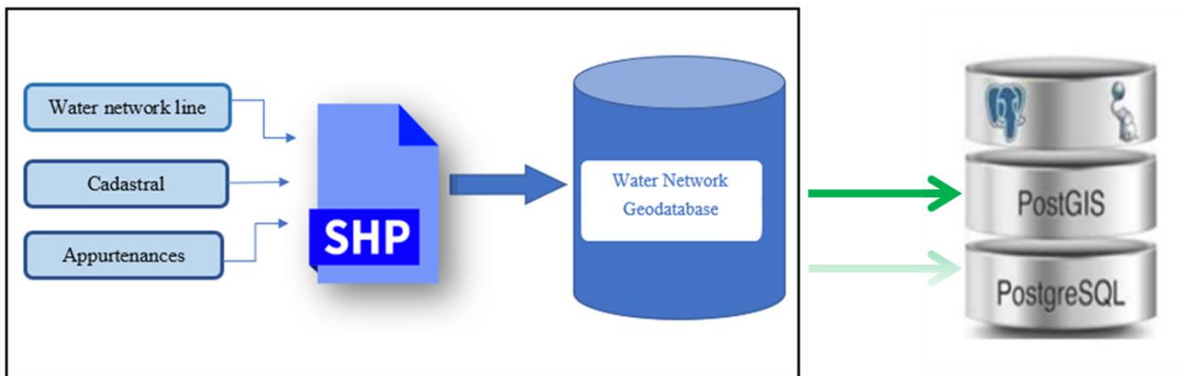 Water network line
Cadastral
Appurtenances
SHP
Water Network
Geodatabase
PostGIS
PostgreSQL